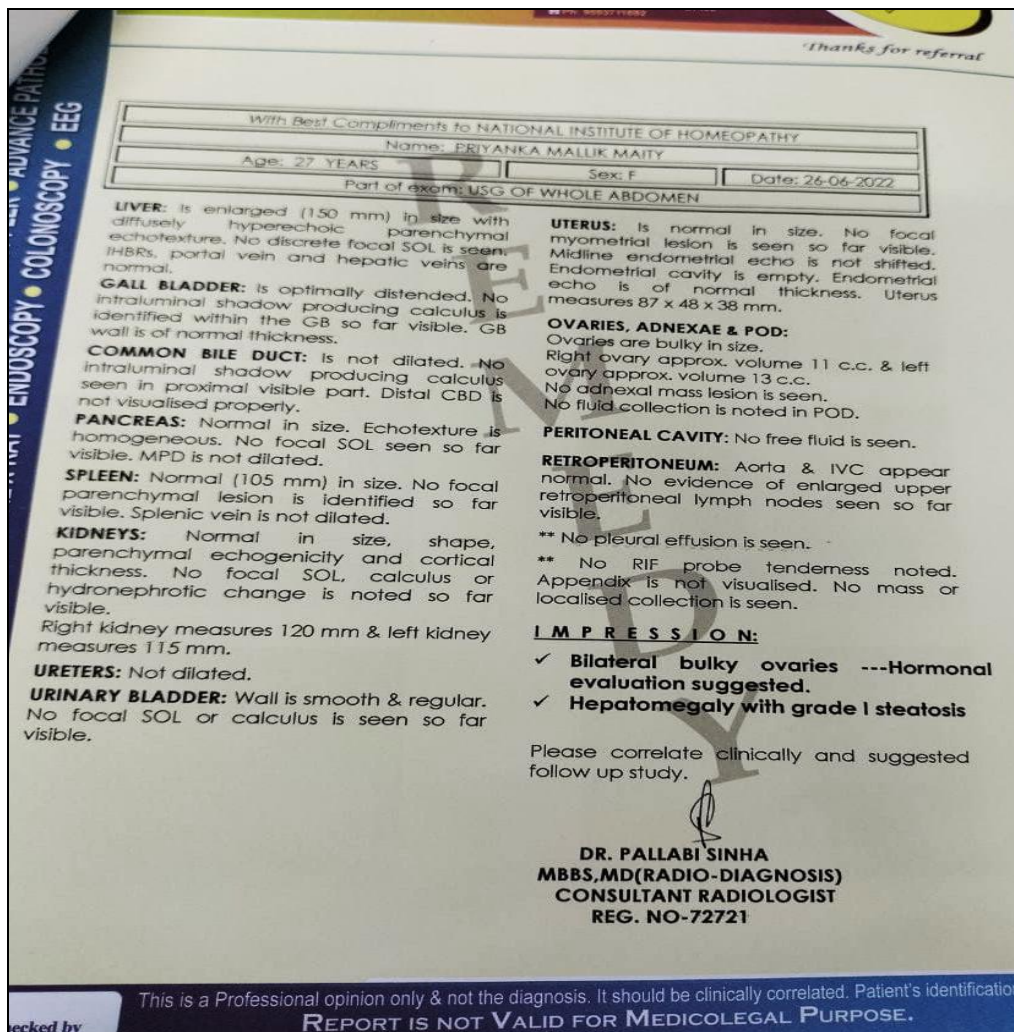 Thanks for referral
ADVANCE PATHO
ENDOSCOPY • COLONOSCOPY • EEG
With Best Compliments to NATIONAL INSTITUTE OF HOMEOPATHY
Name: PRIYANKA MALLIK MAITY
Age: 27 YEARS
Sex: F
Date: 26-06-2022
Part of exam: USG OF WHOLE ABDOMEN
LIVER: Is enlarged (150 mm) in size with
diffusely hyperechoic parenchymal
echotexture. No discrete focal SOL is seen.
IHBRs, portal vein and hepatic veins are
normal.
GALL BLADDER: Is optimally distended. No
intraluminal shadow producing calculus is
identified within the GB so far visible. GB
wall is of normal thickness.
COMMON BILE DUCT: Is not dilated. No
intraluminal shadow producing calculus
seen in proximal visible part. Distal CBD is
not visualised properly.
PANCREAS: Normal in size. Echotexture is
homogeneous. No focal SOL seen so far
visible. MPD is not dilated.
SPLEEN: Normal (105 mm) in size. No focal
parenchymal lesion is identified so far
visible. Splenic vein is not dilated.
KIDNEYS: Normal in size, shape,
parenchymal echogenicity and cortical
thickness. No focal SOL, calculus or
hydronephrotic change is noted so far
visible.
Right kidney measures 120 mm & left kidney
measures 115 mm.
URETERS: Not dilated.
URINARY BLADDER: Wall is smooth & regular.
No focal SOL or calculus is seen so far
visible.
UTERUS: Is normal in size. No focal
myometrial lesion is seen so far visible.
Midline endometrial echo is not shifted.
Endometrial cavity is empty. Endometrial
echo is of normal thickness. Uterus
measures 87 x 48 x 38 mm.
OVARIES, ADNEXAE & POD:
Ovaries are bulky in size.
Right ovary approx. volume 11 c.c. & left
ovary approx. volume 13 c.c.
No adnexal mass lesion is seen.
No fluid collection is noted in POD.
PERITONEAL CAVITY: No free fluid is seen.
RETROPERITONEUM: Aorta & IVC appear
normal. No evidence of enlarged upper
retroperitoneal lymph nodes seen so far
visible.
** No pleural effusion is seen.
** No RIF probe tenderness noted.
Appendix is not visualised. No mass or
localised collection is seen.
IMPRESSION:
✓ Bilateral bulky ovaries ---Hormonal
evaluation suggested.
✓ Hepatomegaly with grade I steatosis
Please correlate clinically and suggested
follow up study.
DR. PALLABI SINHA
MBBS,MD(RADIO-DIAGNOSIS)
CONSULTANT RADIOLOGIST
REG. NO-72721
REMEDY
This is a Professional opinion only & not the diagnosis. It should be clinically correlated. Patient's identification
REPORT IS NOT VALID FOR MEDICOLEGAL PURPOSE.
ecked by